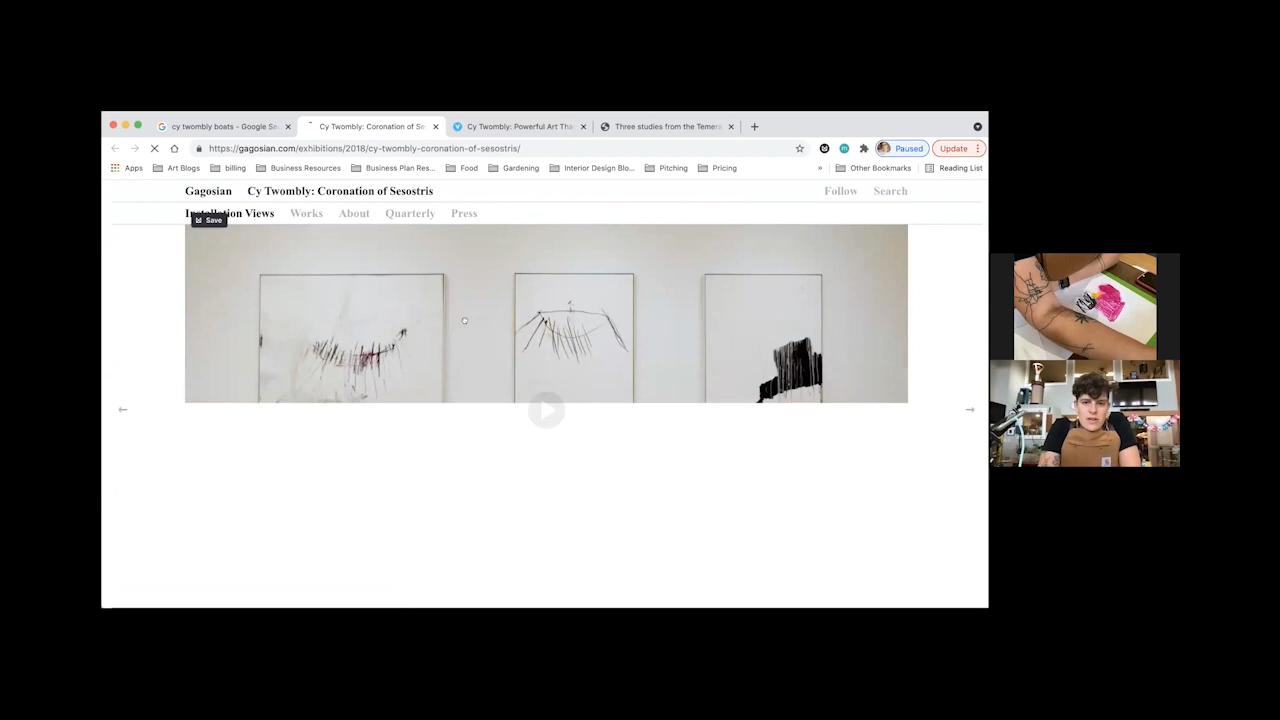 cy twombly boats - Google Se
Cy Twombly: Coronation of Se
Cy Twombly: Powerful Art Tha
Three studies from the Temera
https://gagosian.com/exhibitions/2018/cy-twombly-coronation-of-sesostris/
Paused
Update
Apps
Art Blogs
billing
Business Resources
Business Plan Res...
Food
Gardening
Interior Design Blo...
Pitching
Pricing
»
Other Bookmarks
Reading List
Gagosian
Cy Twombly: Coronation of Sesostris
Follow
Search
Installation Views
Works
About
Quarterly
Press
Save